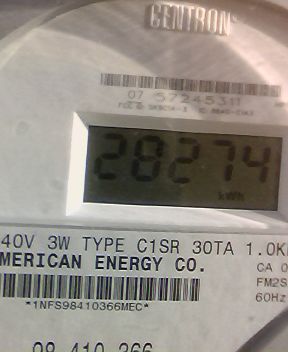 CENTRON®
07 57245311
28274
kWh
40V 3W TYPE C1SR 30TA 1.0K
MERICAN ENERGY CO.
CA 0
FM2S
*1NFS98410366MEC*
60Hz
98 410 366